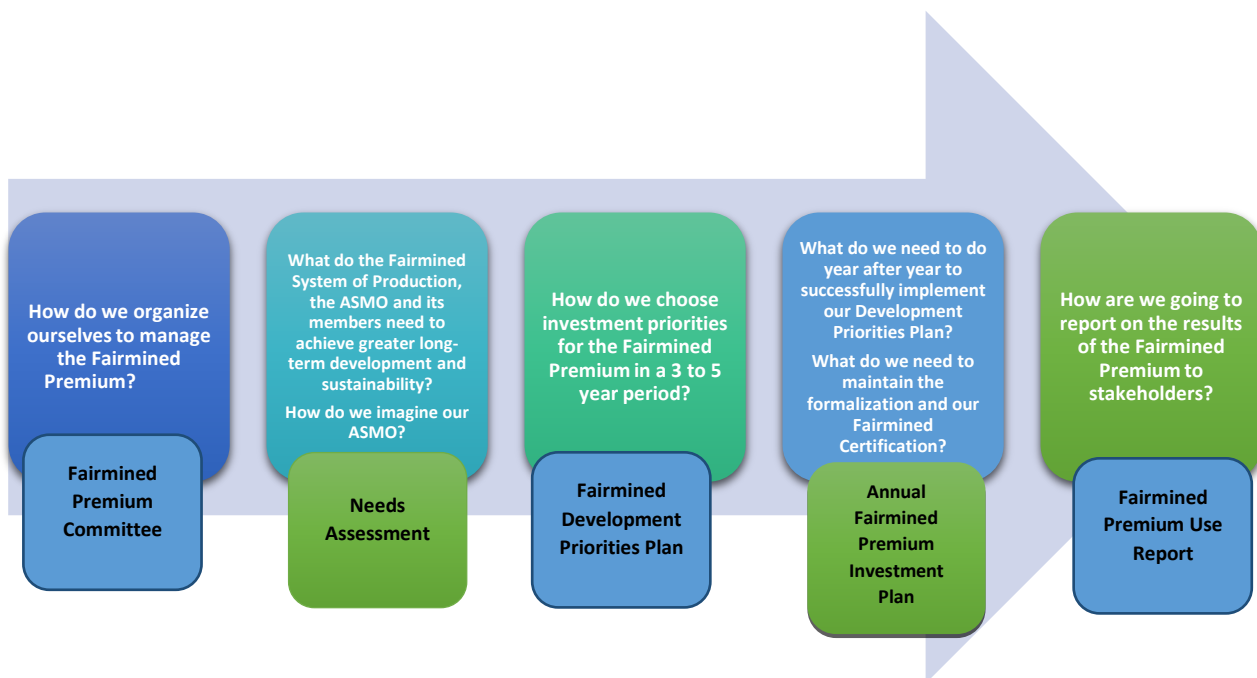 How do we organize
ourselves to manage
the Fairmined
Premium?
Fairmined
Premium
Committee
What do the Fairmined
System of Production,
the ASMO and its
members need to
achieve greater long-
term development and
sustainability?
How do we imagine our
ASMO?
Needs
Assessment
How do we choose
investment priorities
for the Fairmined
Premium in a 3 to 5
year period?
Fairmined
Development
Priorities Plan
What do we need to do
year after year to
successfully implement
our Development
Priorities Plan?
What do we need to
maintain the
formalization and our
Fairmined
Certification?
Annual
Fairmined
Premium
Investment
Plan
How are we going to
report on the results
of the Fairmined
Premium to
stakeholders?
Fairmined
Premium Use
Report